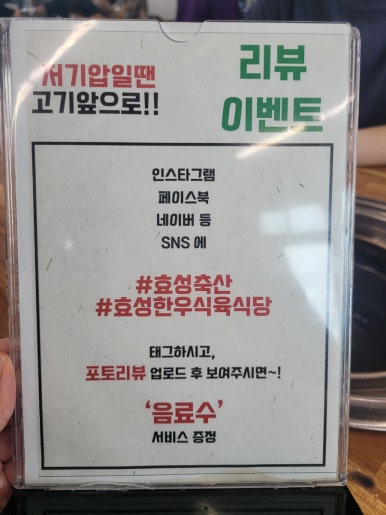 저기압일땐
고기앞으로!!
리뷰
이벤트
인스타그램
페이스북
네이버 등
SNS 에
#효성축산
#효성한우식육식당
태그하시고,
포토리뷰 업로드 후 보여주시면~!
‘음료수’
서비스 증정